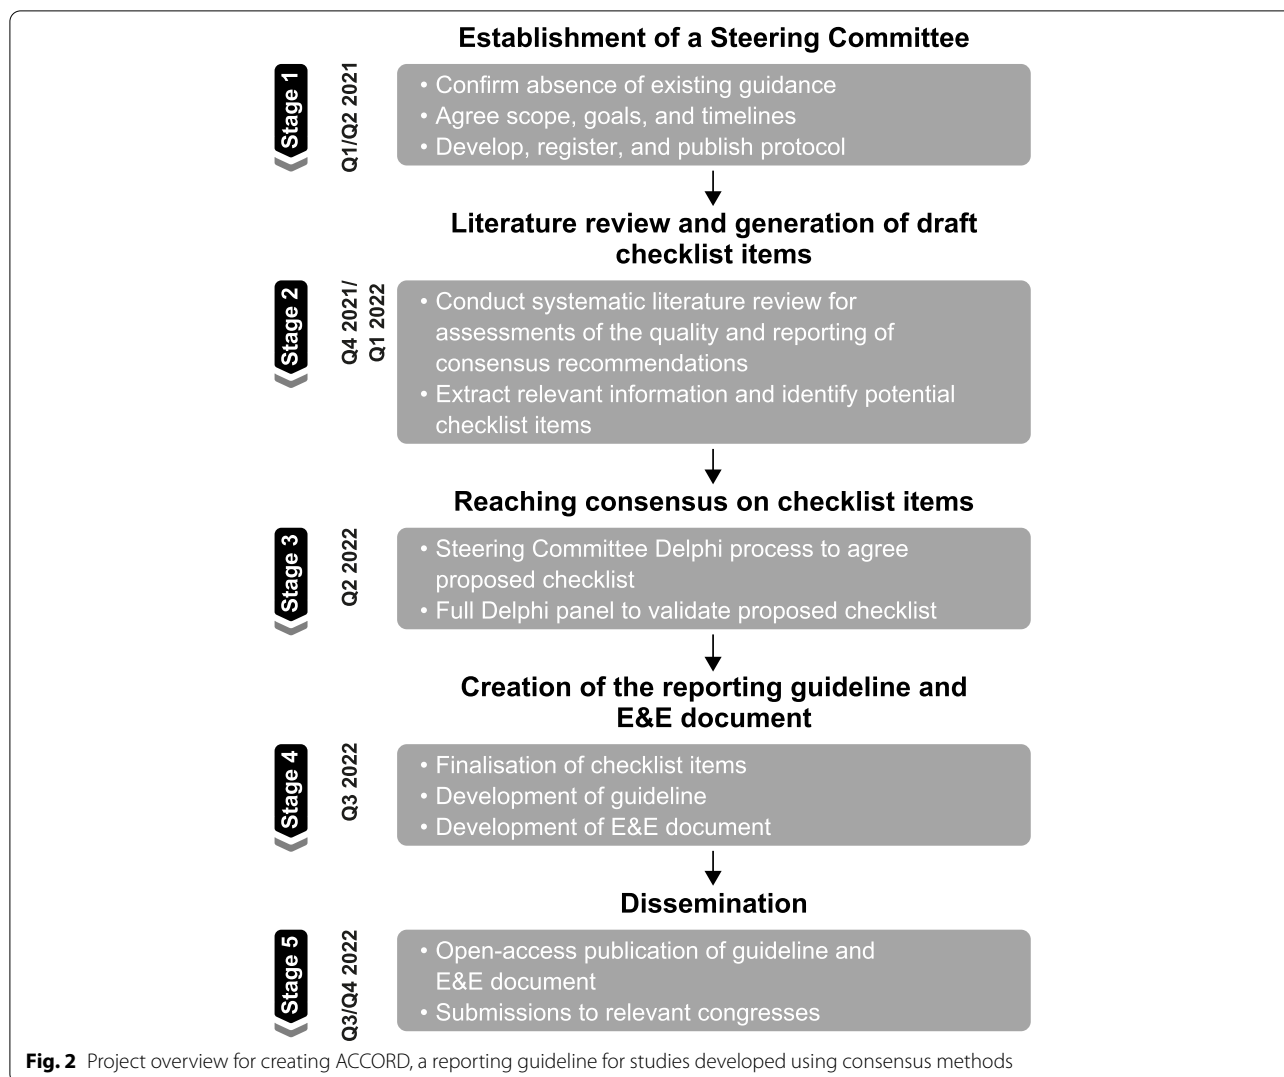 Establishment of a Steering Committee
Stage 1
Q1/Q2 2021
• Confirm absence of existing guidance
• Agree scope, goals, and timelines
• Develop, register, and publish protocol
Literature review and generation of draft
checklist items
Stage 2
Q4 2021/
Q1 2022
• Conduct systematic literature review for
assessments of the quality and reporting of
consensus recommendations
• Extract relevant information and identify potential
checklist items
Reaching consensus on checklist items
Stage 3
Q2 2022
• Steering Committee Delphi process to agree
proposed checklist
• Full Delphi panel to validate proposed checklist
Creation of the reporting guideline and
E&E document
Stage 4
Q3 2022
• Finalisation of checklist items
• Development of guideline
• Development of E&E document
Dissemination
Stage 5
Q3/Q4 2022
• Open-access publication of guideline and
E&E document
• Submissions to relevant congresses
Fig. 2 Project overview for creating ACCORD, a reporting guideline for studies developed using consensus methods